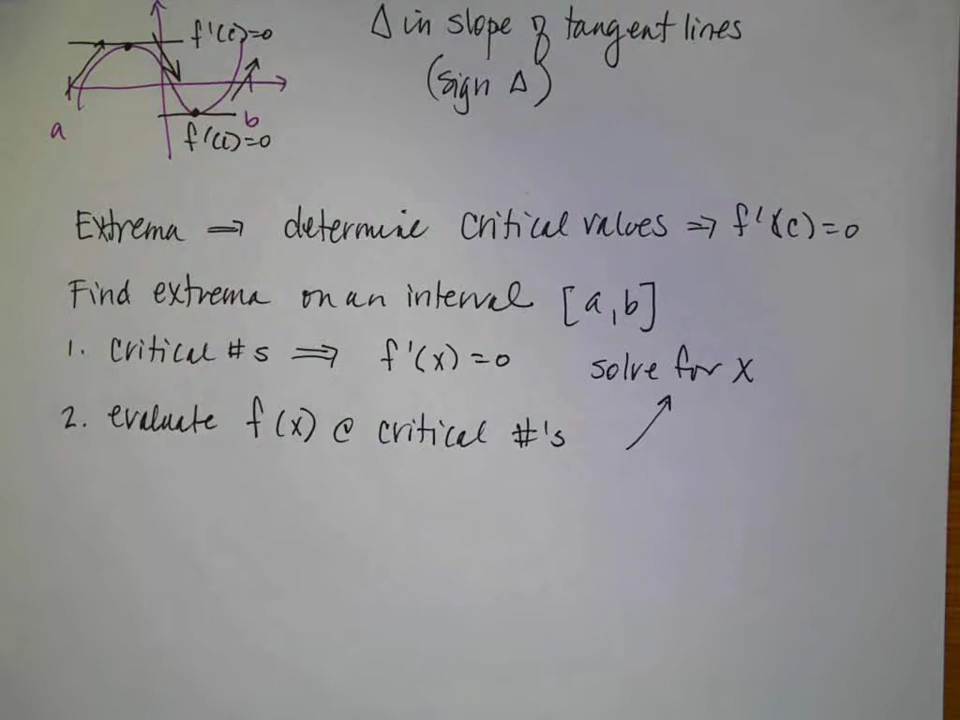 f'(c)=0
Δ in slope of tangent lines
(sign Δ)
a
b
f'(c)=0
Extrema ⇒ determine critical values ⇒ f'(c)=0
Find extrema on an interval [a,b]
1. critical #s ⇒ f'(x)=0 solve for x
2. evaluate f(x) @ critical #'s